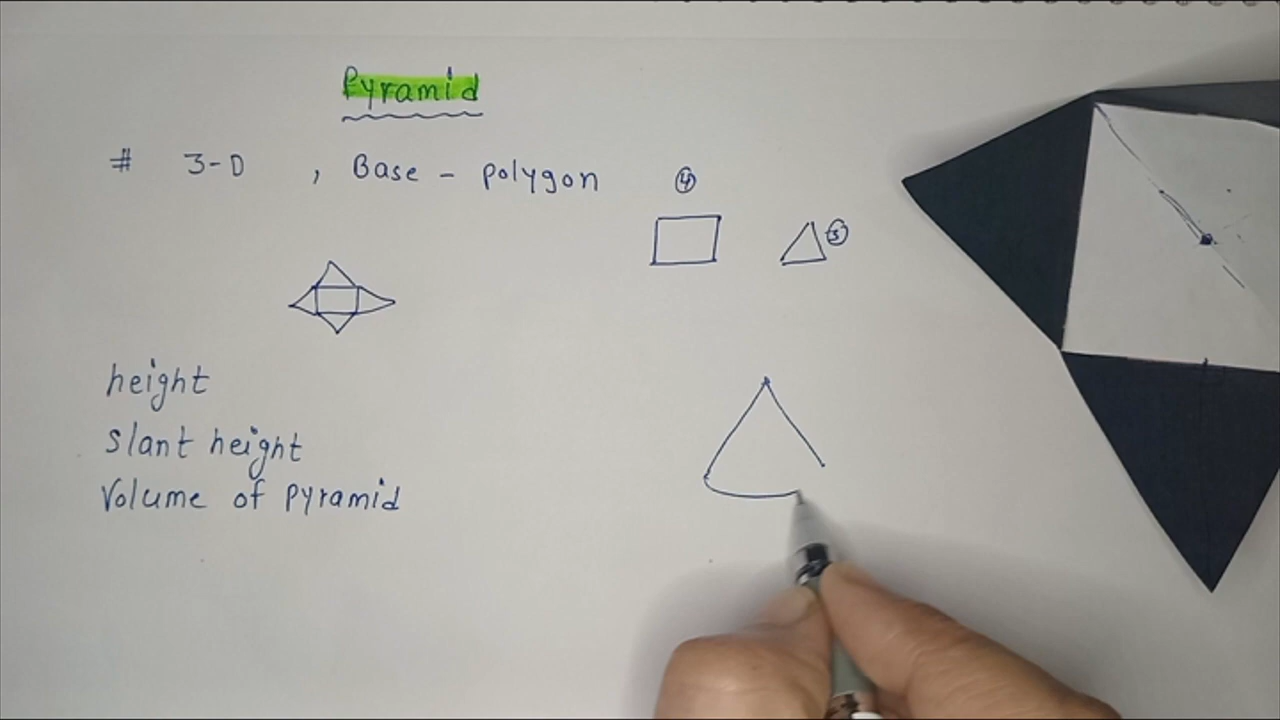 Pyramid
# 3-D , Base - polygon ④
③
height
Slant height
Volume of Pyramid